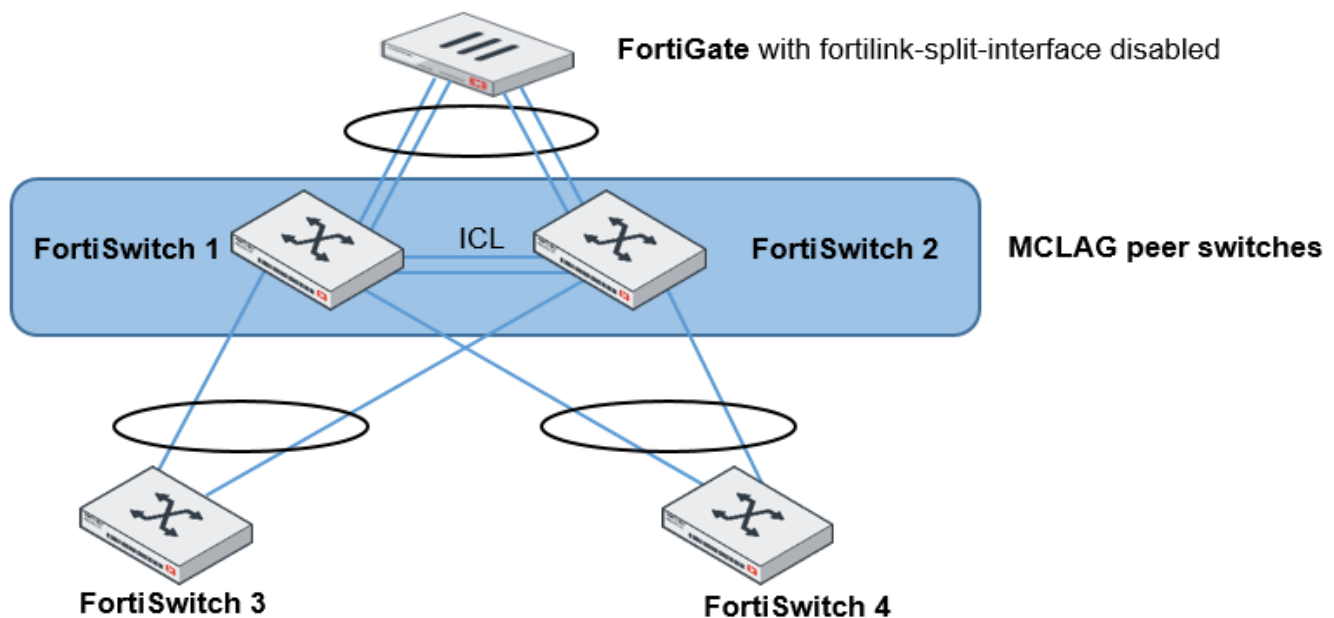 FortiGate with fortilink-split-interface disabled
FortiSwitch 1
ICL
FortiSwitch 2
MCLAG peer switches
FortiSwitch 3
FortiSwitch 4